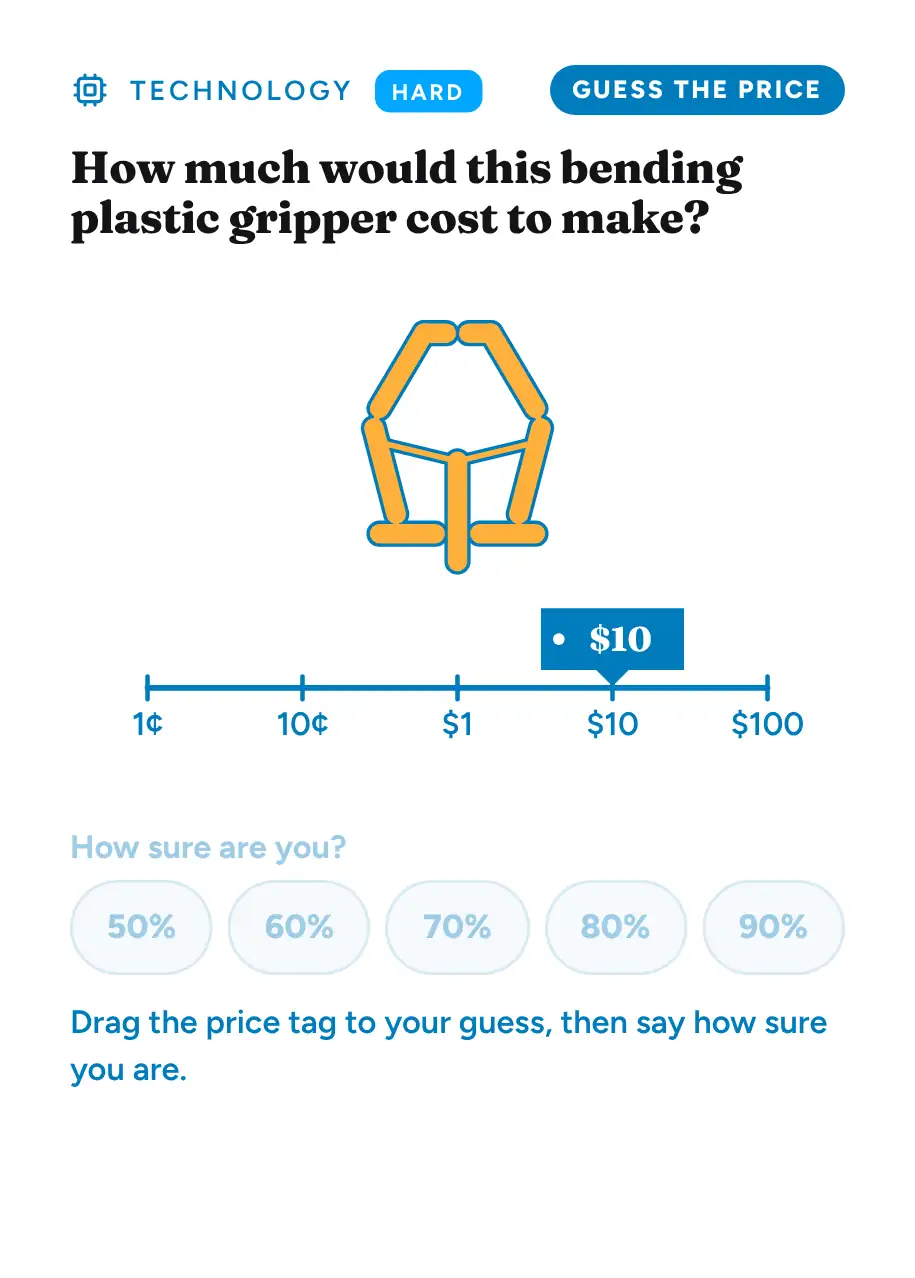 TECHNOLOGY
HARD
GUESS THE PRICE
How much would this bending
plastic gripper cost to make?
$10
1¢
10¢
$1
$10
$100
How sure are you?
50%
60%
70%
80%
90%
Drag the price tag to your guess, then say how sure
you are.